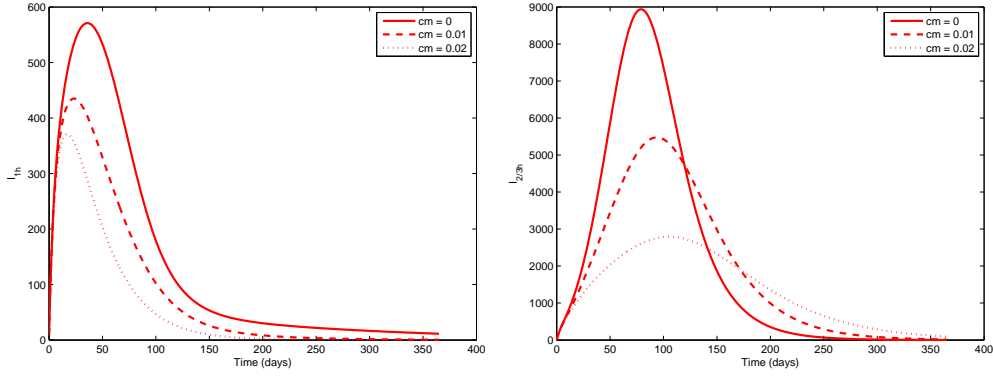 600
500
400
300
200
100
0
I1h
0 50 100 150 200 250 300 350 400
Time (days)
cm = 0
cm = 0.01
cm = 0.02
9000
8000
7000
6000
5000
4000
3000
2000
1000
0
I2/3h
0 50 100 150 200 250 300 350 400
Time (days)
cm = 0
cm = 0.01
cm = 0.02